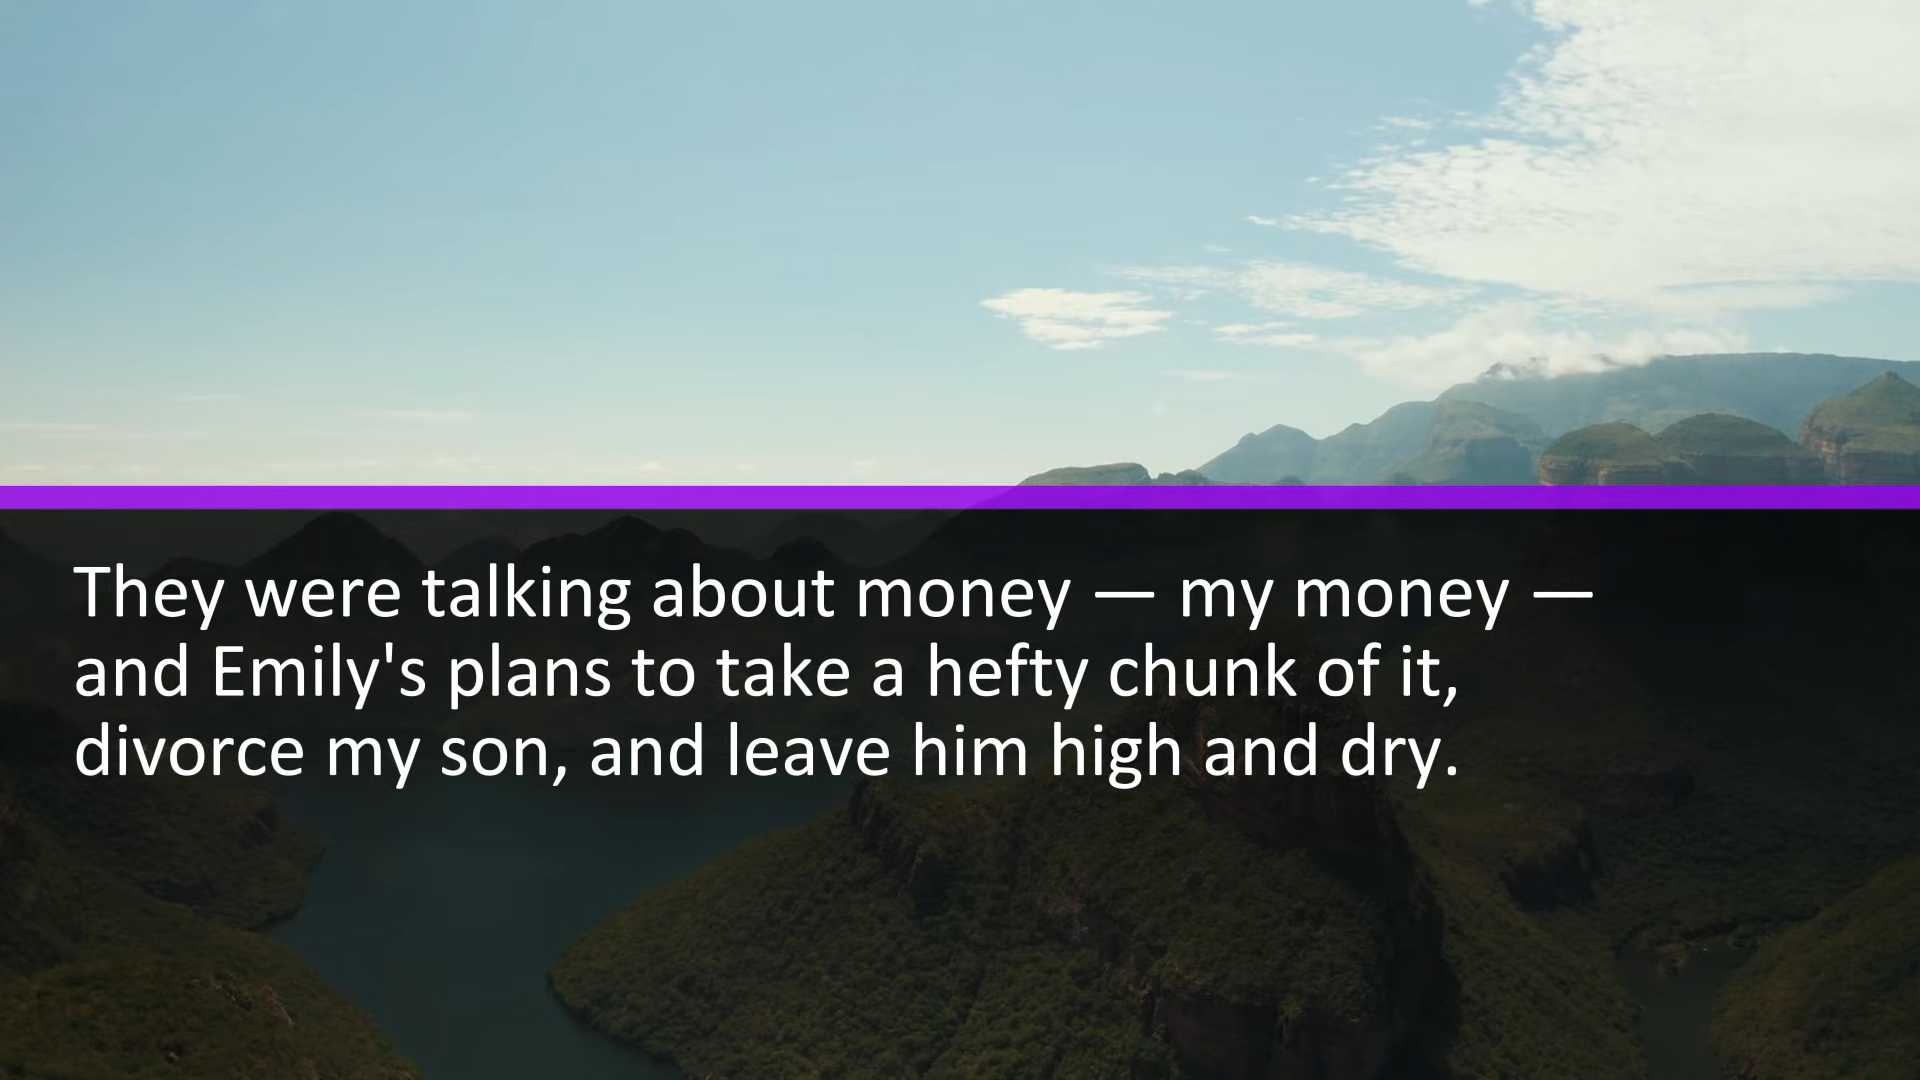 They were talking about money — my money —
and Emily's plans to take a hefty chunk of it,
divorce my son, and leave him high and dry.